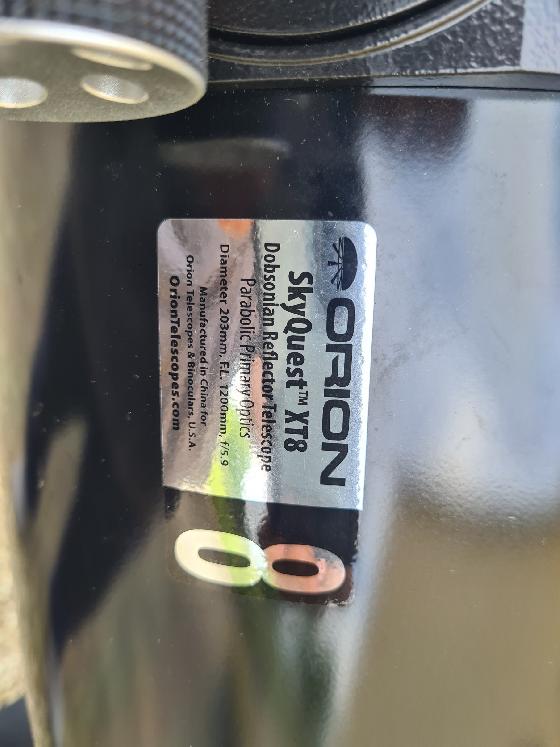 ORION
SkyQuest™ XT8
Dobsonian Reflector Telescope
Parabolic Primary Optics
Diameter 203mm, F.L. 1200mm, f/5.9
Manufactured in China for
Orion Telescopes & Binoculars, U.S.A.
OrionTelescopes.com
8